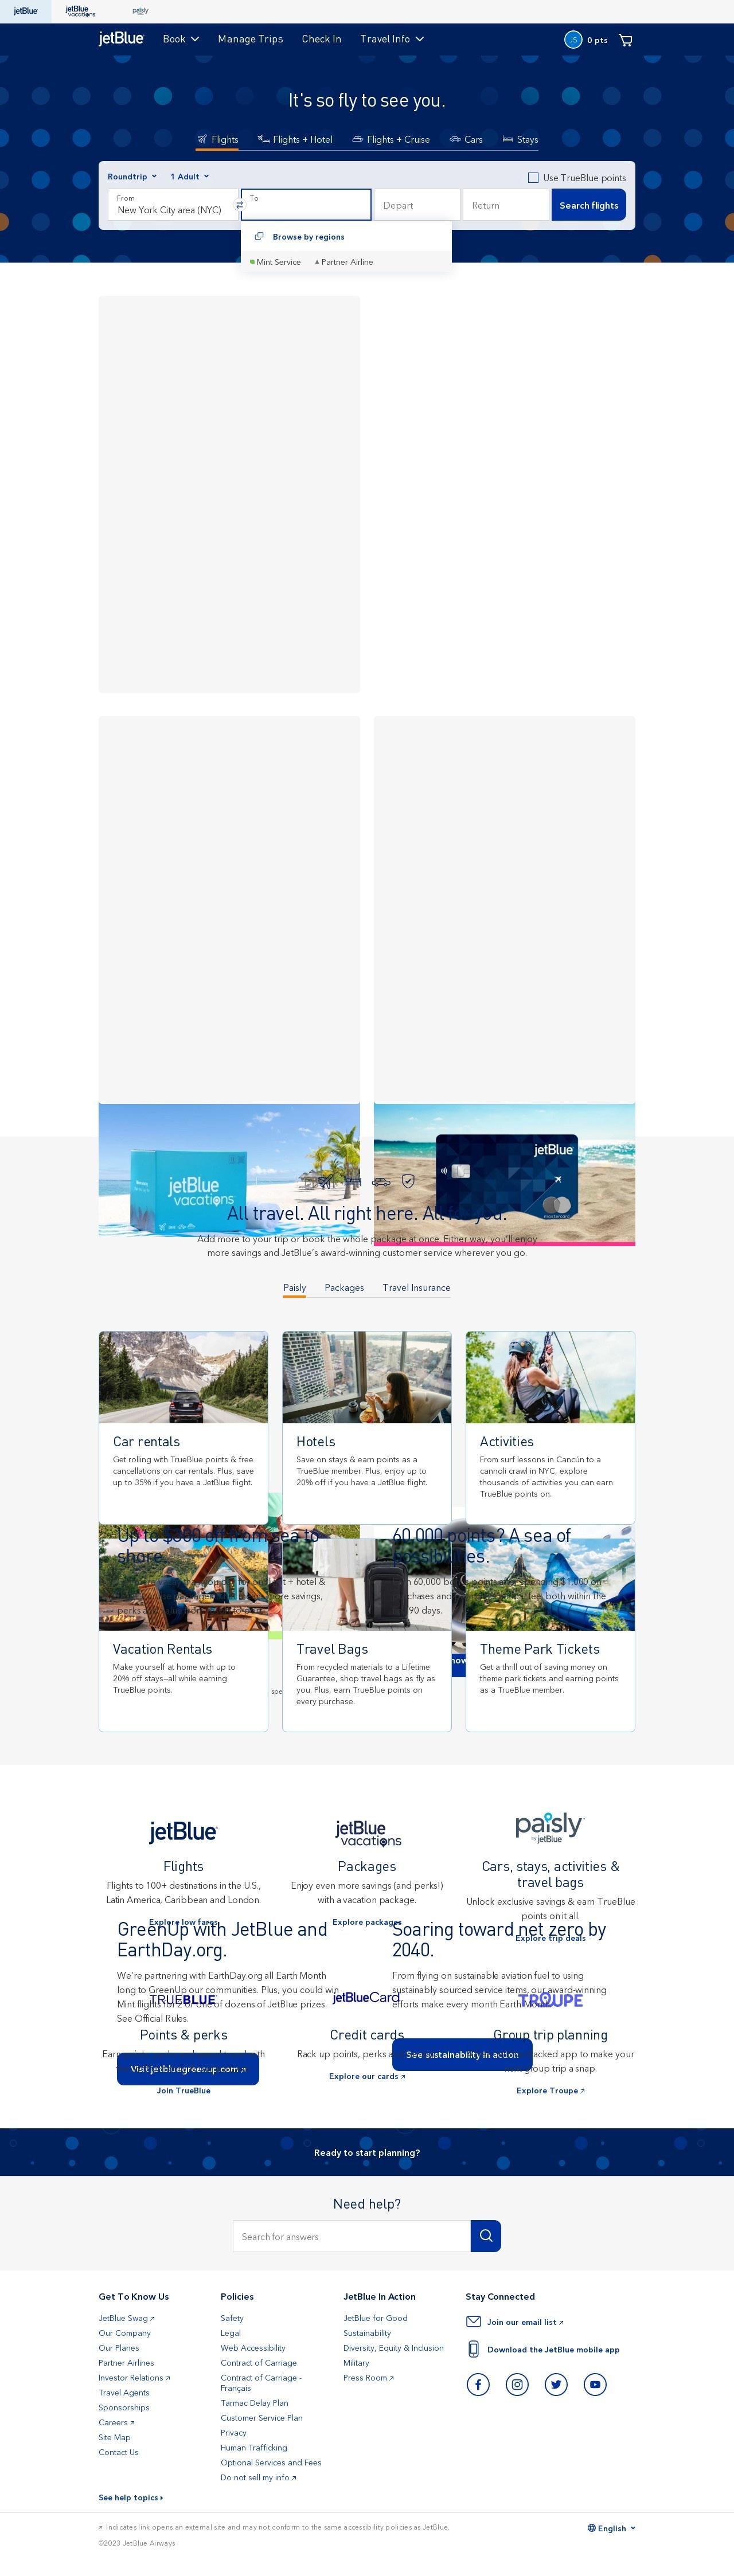 jetBlue
jetBlue vacations
paisly
jetBlue
Book
Manage Trips
Check In
Travel Info
JS
0 pts
It's so fly to see you.
Flights
Flights + Hotel
Flights + Cruise
Cars
Stays
Roundtrip
1 Adult
Use TrueBlue points
From
New York City area (NYC)
To
Depart
Return
Search flights
Browse by regions
Mint Service
Partner Airline
jetBlue
vacations
jetBlue
mastercard
All travel. All right here. All for you.
Add more to your trip or book the whole package at once. Either way, you'll enjoy
more savings and JetBlue's award-winning customer service wherever you go.
Paisly
Packages
Travel Insurance
Car rentals
Get rolling with TrueBlue points & free
cancellations on car rentals. Plus, save
up to 35% if you have a JetBlue flight.
Hotels
Save on stays & earn points as a
TrueBlue member. Plus, enjoy up to
20% off if you have a JetBlue flight.
Activities
From surf lessons in Cancún to a
cannoli crawl in NYC, explore
thousands of activities you can earn
TrueBlue points on.
Up to $500 off from sea to
shore.
60,000 points? A sea of
possibilities.
Vacation Rentals
Make yourself at home with up to
20% off stays—all while earning
TrueBlue points.
Travel Bags
From recycled materials to a Lifetime
Guarantee, shop travel bags as fly as
you. Plus, earn TrueBlue points on
every purchase.
Theme Park Tickets
Get a thrill out of saving money on
theme park tickets and earning points
as a TrueBlue member.
jetBlue
Flights
Flights to 100+ destinations in the U.S.,
Latin America, Caribbean and London.
Explore low fares
jetBlue
vacations
Packages
Enjoy even more savings (and perks!)
with a vacation package.
Explore packages
paisly
by jetBlue
Cars, stays, activities &
travel bags
Unlock exclusive savings & earn TrueBlue
points on it all.
Explore trip deals
GreenUp with JetBlue and
EarthDay.org.
We're partnering with EarthDay.org all Earth Month
long to GreenUp our communities. Plus, you could win
Mint flights for 2 or one of dozens of JetBlue prizes.
See Official Rules.
Visit jetbluegreenup.com
Soaring toward net zero by
2040.
From flying on sustainable aviation fuel to using
sustainably sourced service items, our award-winning
efforts make every month Earth Month.
See sustainability in action
TRUEBLUE
Points & perks
Join TrueBlue
jetBlueCard
Credit cards
Rack up points, perks
Explore our cards
TROUPE
Group trip planning
packed app to make your
group trip a snap.
Explore Troupe
Ready to start planning?
Need help?
Search for answers
Get To Know Us
JetBlue Swag
Our Company
Our Planes
Partner Airlines
Investor Relations
Travel Agents
Sponsorships
Careers
Site Map
Contact Us
Policies
Safety
Legal
Web Accessibility
Contract of Carriage
Contract of Carriage -
Français
Tarmac Delay Plan
Customer Service Plan
Privacy
Human Trafficking
Optional Services and Fees
Do not sell my info
JetBlue In Action
JetBlue for Good
Sustainability
Diversity, Equity & Inclusion
Military
Press Room
Stay Connected
Join our email list
Download the JetBlue mobile app
See help topics
Indicates link opens an external site and may not conform to the same accessibility policies as JetBlue.
©2023 JetBlue Airways
English